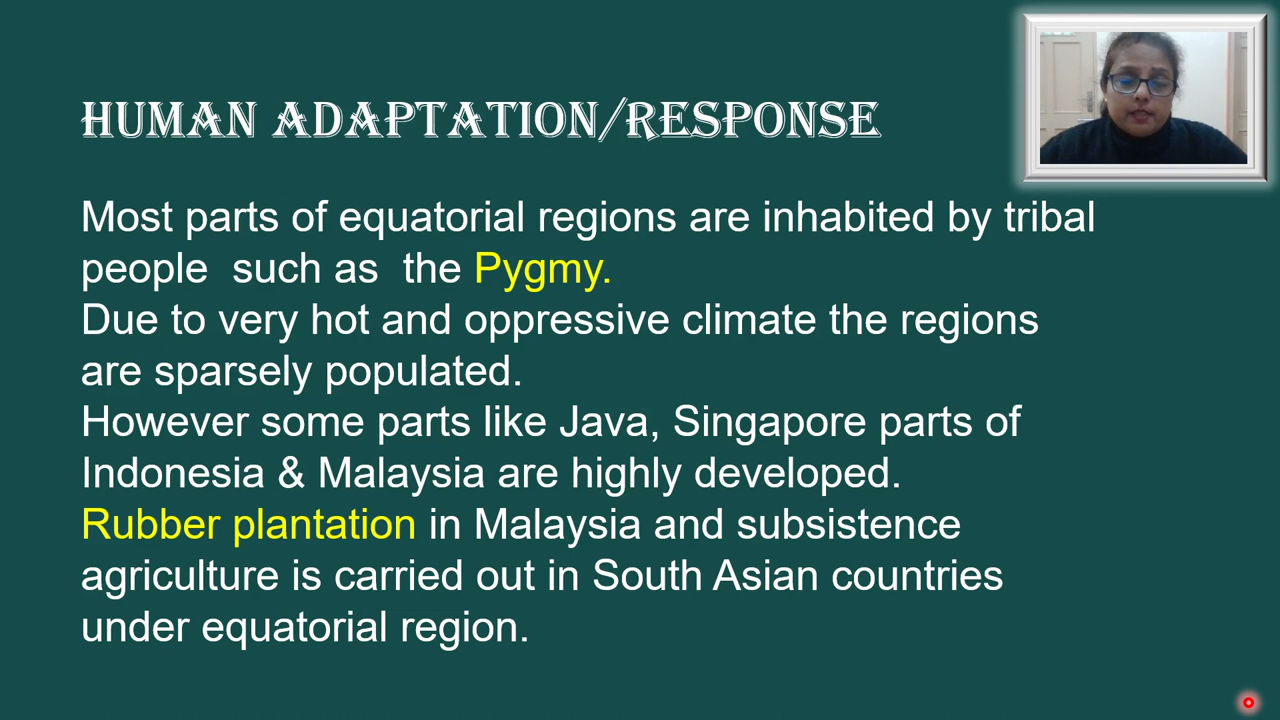 HUMAN ADAPTATION/RESPONSE
Most parts of equatorial regions are inhabited by tribal
people such as the Pygmy.
Due to very hot and oppressive climate the regions
are sparsely populated.
However some parts like Java, Singapore parts of
Indonesia & Malaysia are highly developed.
Rubber plantation in Malaysia and subsistence
agriculture is carried out in South Asian countries
under equatorial region.